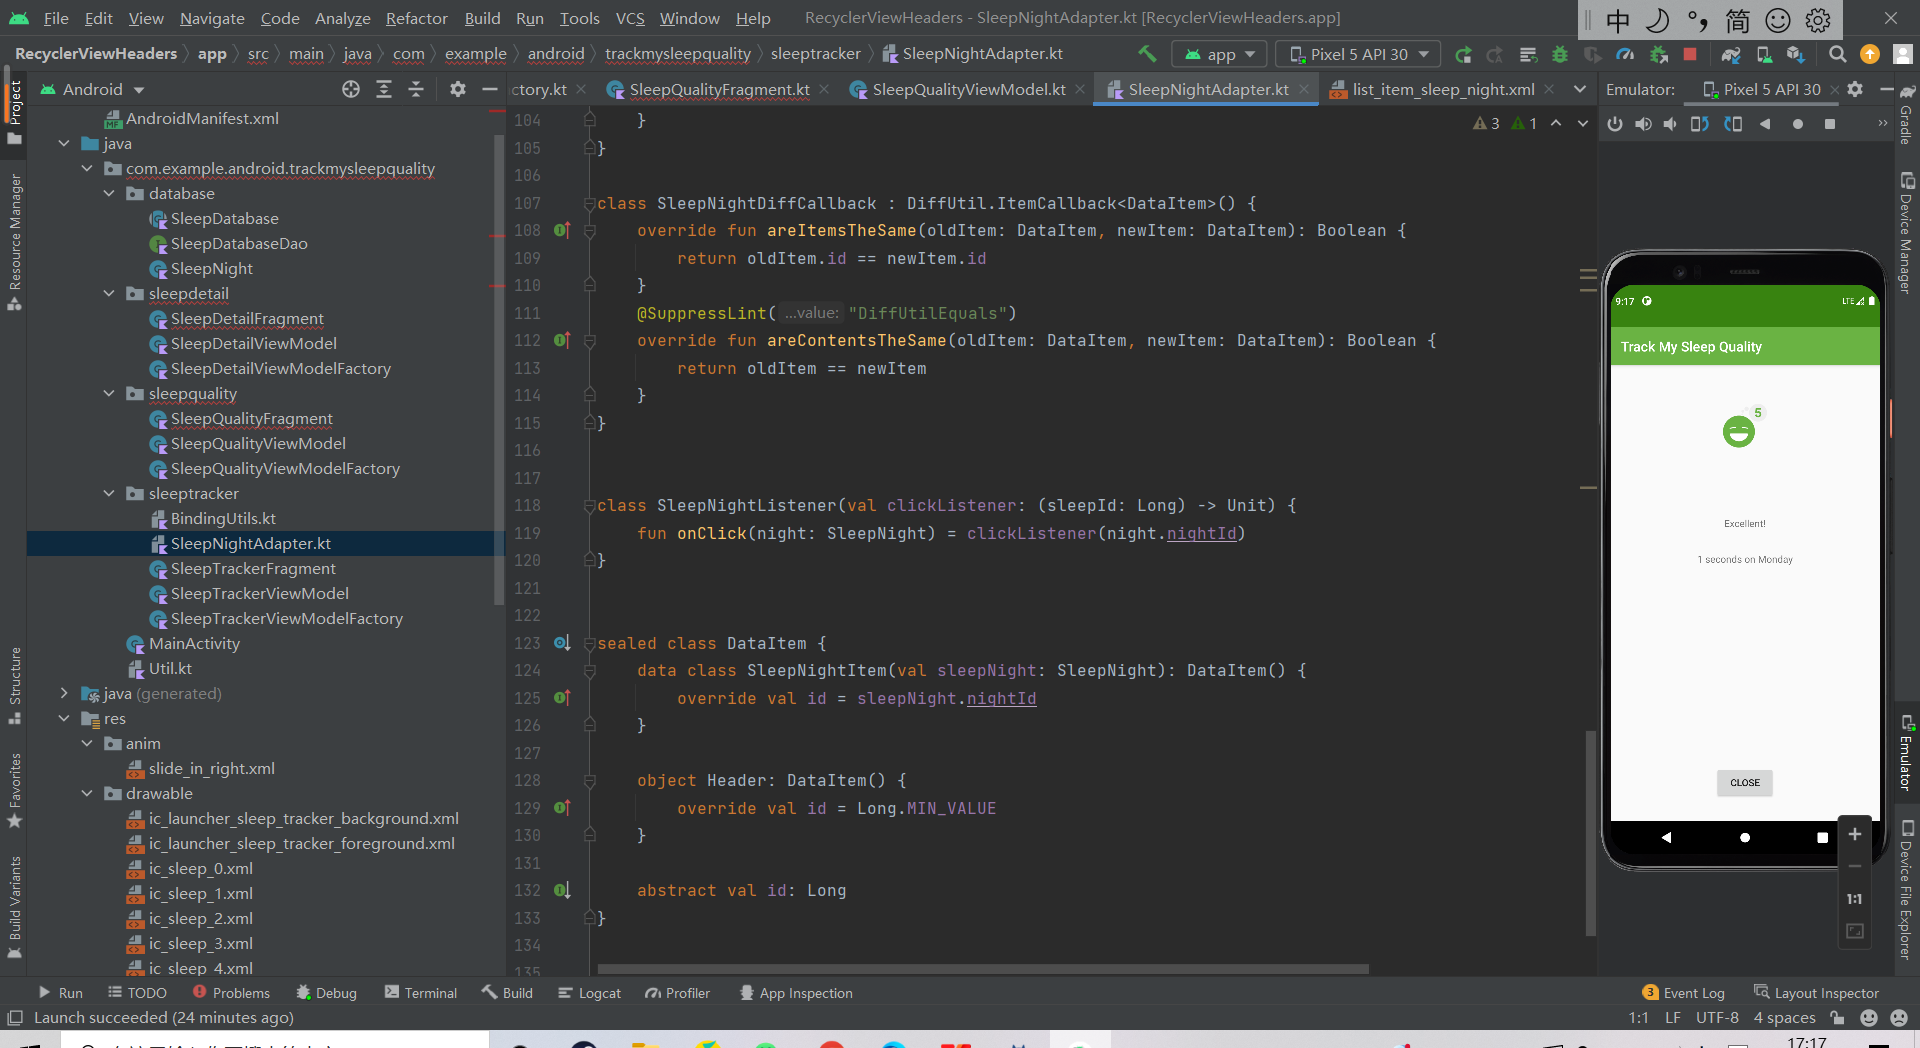 File Edit View Navigate Code Analyze Refactor Build Run Tools VCS Window Help RecyclerViewHeaders - SleepNightAdapter.kt [RecyclerViewHeaders.app] 中 简
RecyclerViewHeaders app src main java com example android trackmysleepquality sleeptracker SleepNightAdapter.kt app Pixel 5 API 30
Project
Resource Manager
Structure
Favorites
Build Variants
Android
AndroidManifest.xml
java
com.example.android.trackmysleepquality
database
SleepDatabase
SleepDatabaseDao
SleepNight
sleepdetail
SleepDetailFragment
SleepDetailViewModel
SleepDetailViewModelFactory
sleepquality
SleepQualityFragment
SleepQualityViewModel
SleepQualityViewModelFactory
sleeptracker
BindingUtils.kt
SleepNightAdapter.kt
SleepTrackerFragment
SleepTrackerViewModel
SleepTrackerViewModelFactory
MainActivity
Util.kt
java (generated)
res
anim
slide_in_right.xml
drawable
ic_launcher_sleep_tracker_background.xml
ic_launcher_sleep_tracker_foreground.xml
ic_sleep_0.xml
ic_sleep_1.xml
ic_sleep_2.xml
ic_sleep_3.xml
ic_sleep_4.xml
ctory.kt SleepQualityFragment.kt SleepQualityViewModel.kt SleepNightAdapter.kt list_item_sleep_night.xml
3 1
104 }
105 }
106
107 class SleepNightDiffCallback : DiffUtil.ItemCallback<DataItem>() {
108 override fun areItemsTheSame(oldItem: DataItem, newItem: DataItem): Boolean {
109 return oldItem.id == newItem.id
110 }
111 @SuppressLint( ...value: "DiffUtilEquals")
112 override fun areContentsTheSame(oldItem: DataItem, newItem: DataItem): Boolean {
113 return oldItem == newItem
114 }
115 }
116
117
118 class SleepNightListener(val clickListener: (sleepId: Long) -> Unit) {
119 fun onClick(night: SleepNight) = clickListener(night.nightId)
120 }
121
122
123 sealed class DataItem {
124 data class SleepNightItem(val sleepNight: SleepNight): DataItem() {
125 override val id = sleepNight.nightId
126 }
127
128 object Header: DataItem() {
129 override val id = Long.MIN_VALUE
130 }
131
132 abstract val id: Long
133 }
134
135
Emulator: Pixel 5 API 30
9:17 LTE
Track My Sleep Quality
5
Excellent!
1 seconds on Monday
CLOSE
1:1
Gradle
Device Manager
Emulator
Device File Explorer
Run TODO Problems Debug Terminal Build Logcat Profiler App Inspection 3 Event Log Layout Inspector
Launch succeeded (24 minutes ago) 1:1 LF UTF-8 4 spaces
17:17